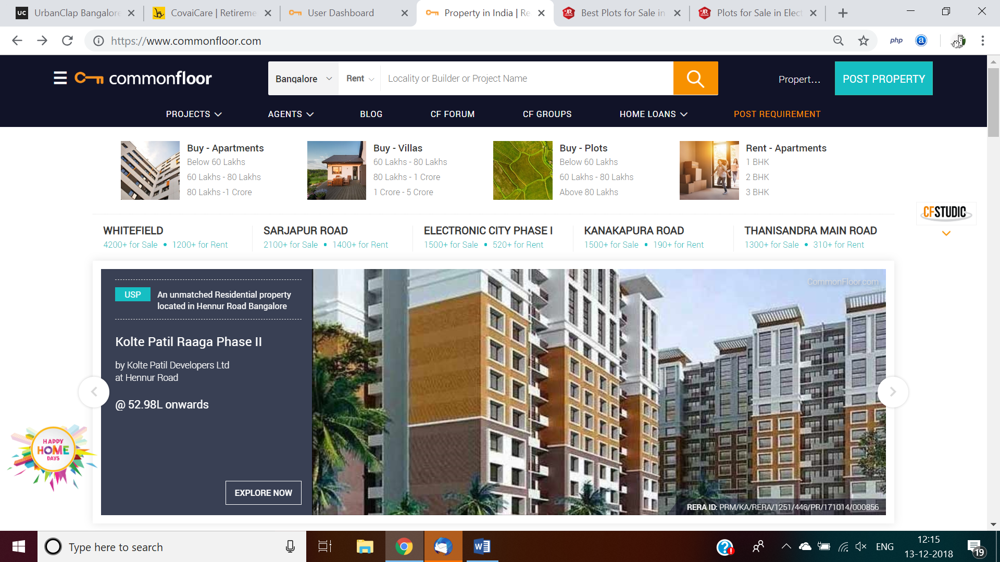 UC UrbanClap Bangalore
CovaiCare | Retireme
User Dashboard
Property in India | Re
Best Plots for Sale in
Plots for Sale in Elect
https://www.commonfloor.com
php
a
commonfloor
Bangalore
Rent
Locality or Builder or Project Name
Propert...
POST PROPERTY
PROJECTS
AGENTS
BLOG
CF FORUM
CF GROUPS
HOME LOANS
POST REQUIREMENT
Buy - Apartments
Below 60 Lakhs
60 Lakhs - 80 Lakhs
80 Lakhs -1 Crore
Buy - Villas
60 Lakhs - 80 Lakhs
80 Lakhs - 1 Crore
1 Crore - 5 Crore
Buy - Plots
Below 60 Lakhs
60 Lakhs - 80 Lakhs
Above 80 Lakhs
Rent - Apartments
1 BHK
2 BHK
3 BHK
CFSTUDIO
WHITEFIELD
4200+ for Sale • 1200+ for Rent
SARJAPUR ROAD
2100+ for Sale • 1400+ for Rent
ELECTRONIC CITY PHASE I
1500+ for Sale • 520+ for Rent
KANAKAPURA ROAD
1500+ for Sale • 190+ for Rent
THANISANDRA MAIN ROAD
1300+ for Sale • 310+ for Rent
USP
An unmatched Residential property
located in Hennur Road Bangalore
CommonFloor.com
Kolte Patil Raaga Phase II
by Kolte Patil Developers Ltd
at Hennur Road
@ 52.98L onwards
EXPLORE NOW
HAPPY
HOME
DAYS
RERA ID: PRM/KA/RERA/1251/446/PR/171014/000856
Type here to search
W
ENG
12:15
13-12-2018
19